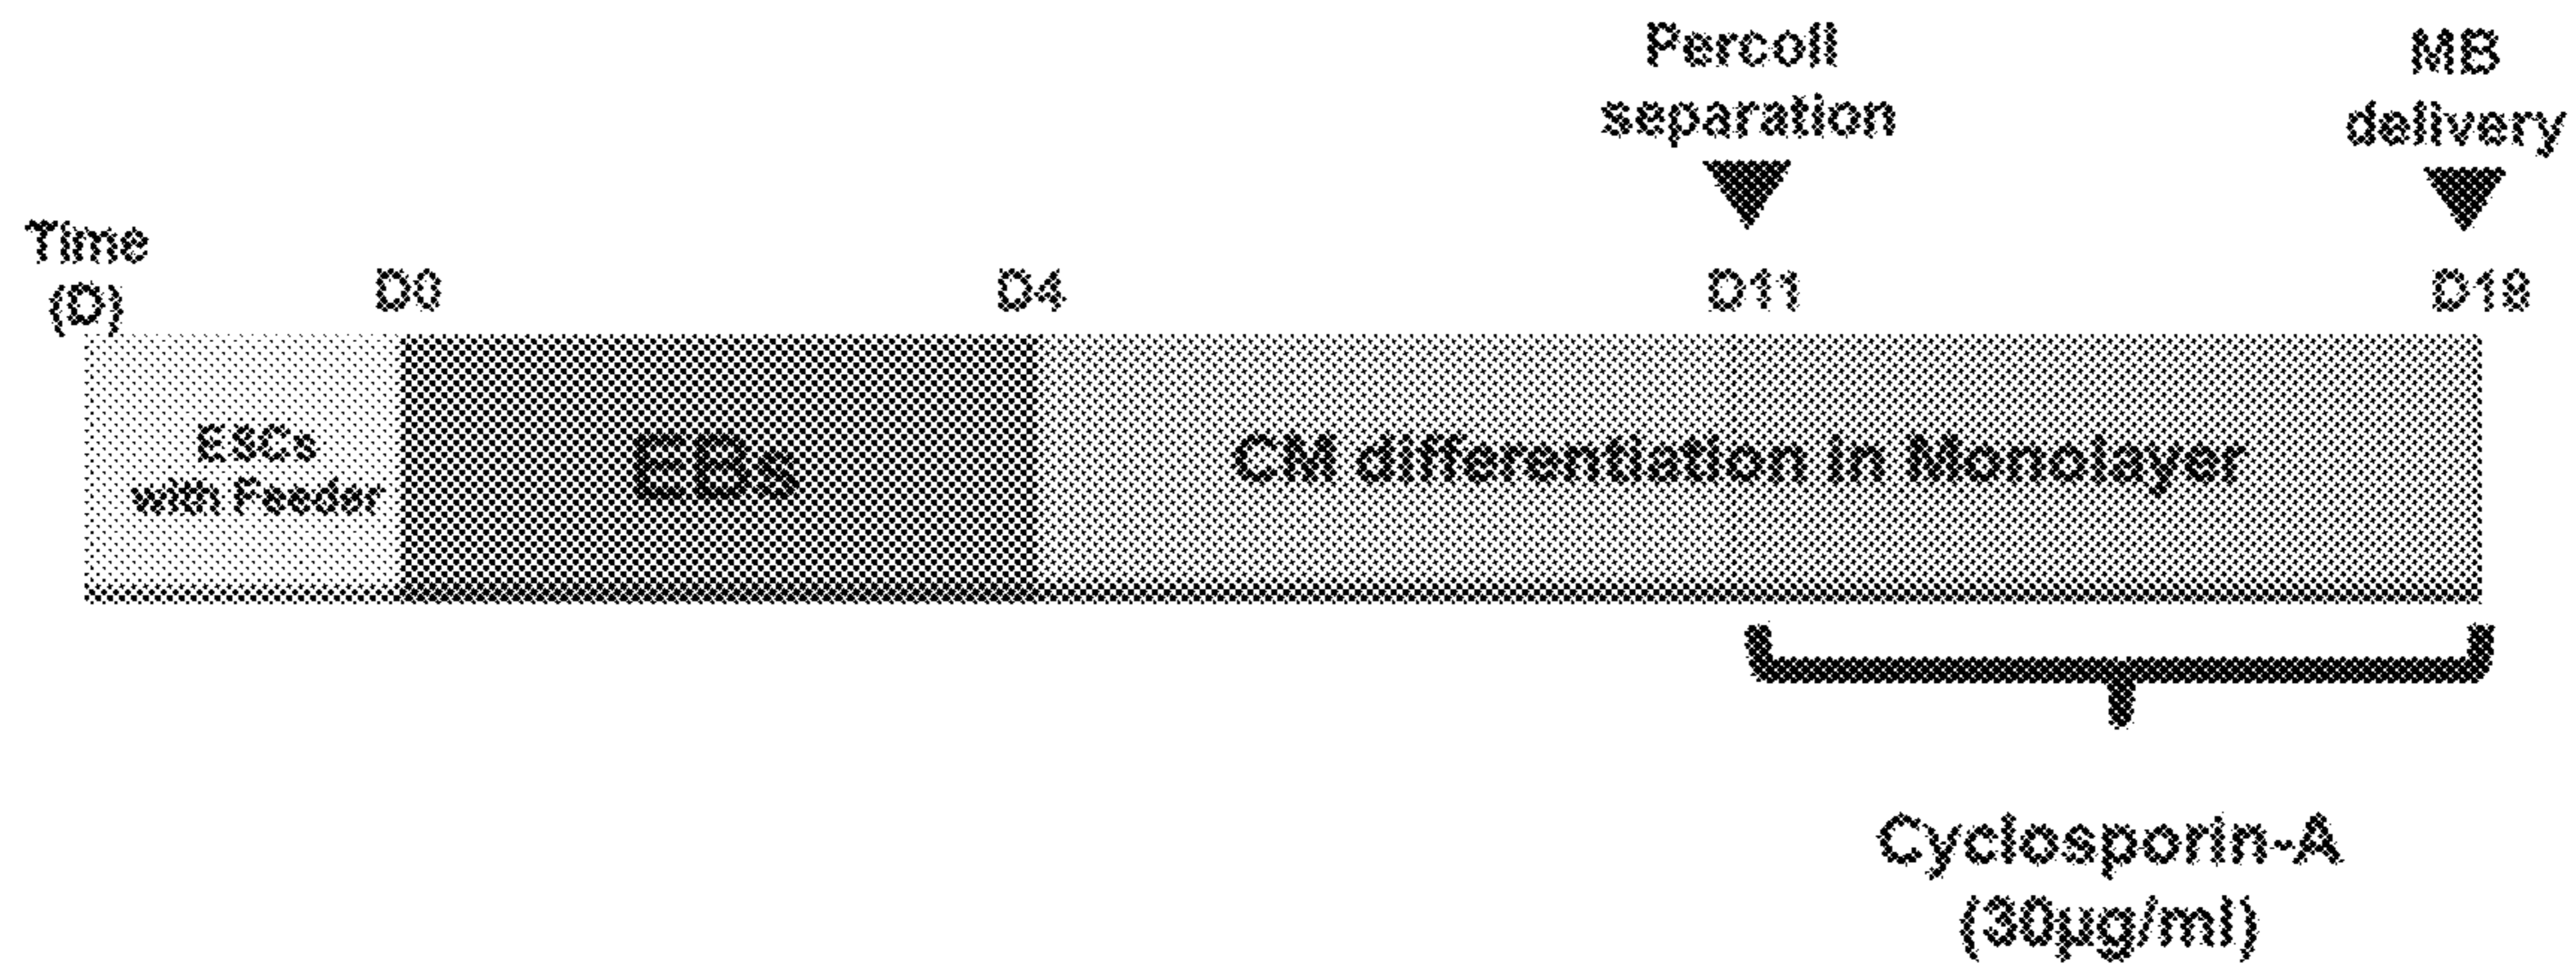 Percoll
separation
MB
delivery
Time
(D)
D0
D4
D11
D19
ESCs
with Feeder
EBs
CM differentiation in Monolayer
Cyclosporin-A
(30µg/ml)